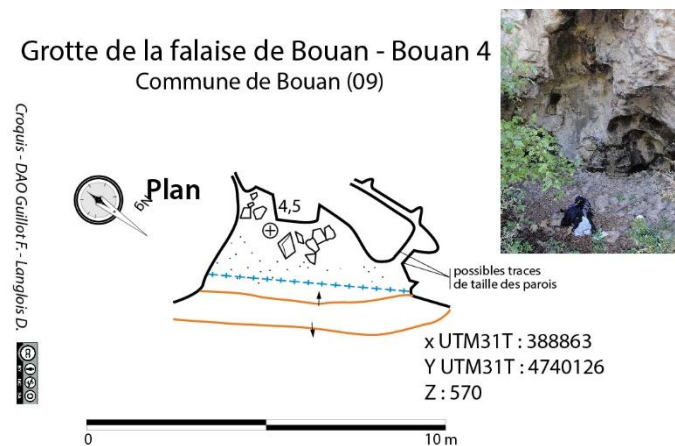 Grotte de la falaise de Bouan - Bouan 4
Commune de Bouan (09)
Croquis - DAO Guillot F. - Langlois D.
Plan
Ng
4,5
possibles traces
de taille des parois
x UTM31T : 388863
Y UTM31T : 4740126
Z : 570
0
10 m